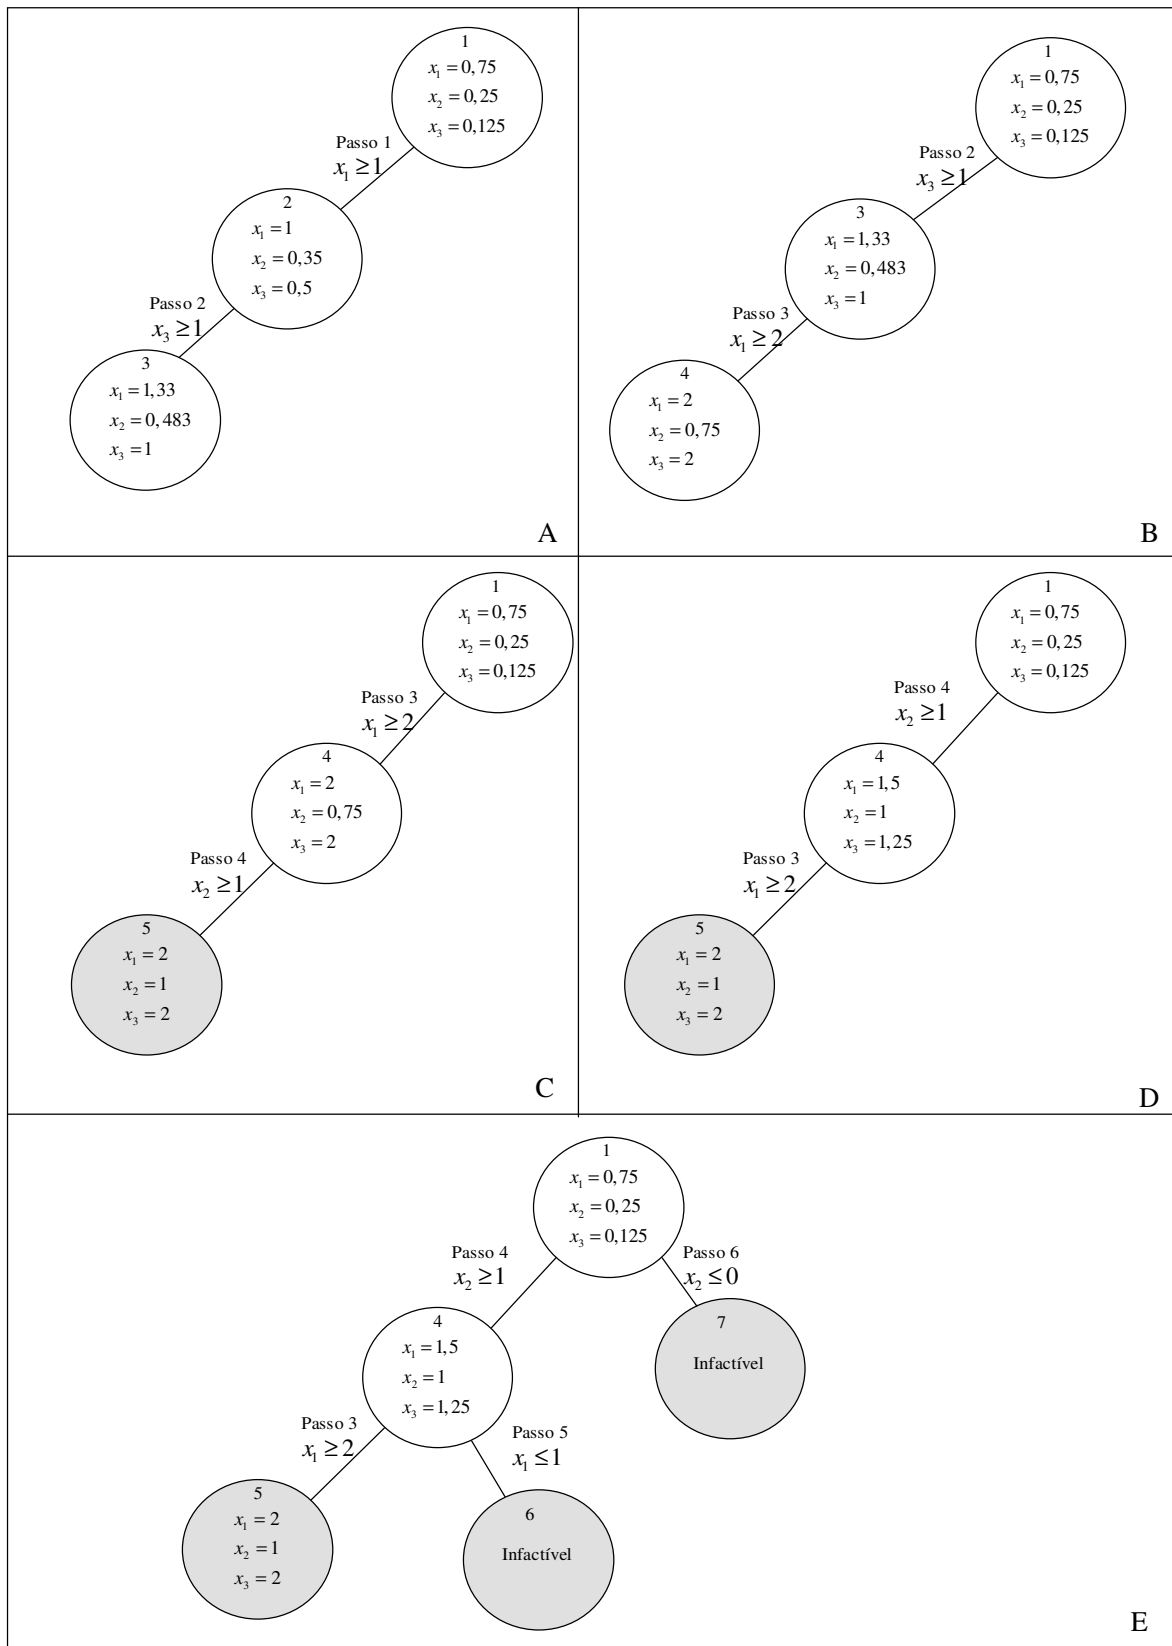 1
x₁ = 0,75
x₂ = 0,25
x₃ = 0,125
Passo 1
x₁ ≥ 1
2
x₁ = 1
x₂ = 0,35
x₃ = 0,5
Passo 2
x₃ ≥ 1
3
x₁ = 1,33
x₂ = 0,483
x₃ = 1
A
1
x₁ = 0,75
x₂ = 0,25
x₃ = 0,125
Passo 2
x₃ ≥ 1
3
x₁ = 1,33
x₂ = 0,483
x₃ = 1
Passo 3
x₁ ≥ 2
4
x₁ = 2
x₂ = 0,75
x₃ = 2
B
1
x₁ = 0,75
x₂ = 0,25
x₃ = 0,125
Passo 3
x₁ ≥ 2
4
x₁ = 2
x₂ = 0,75
x₃ = 2
Passo 4
x₂ ≥ 1
5
x₁ = 2
x₂ = 1
x₃ = 2
C
1
x₁ = 0,75
x₂ = 0,25
x₃ = 0,125
Passo 4
x₂ ≥ 1
4
x₁ = 1,5
x₂ = 1
x₃ = 1,25
Passo 3
x₁ ≥ 2
5
x₁ = 2
x₂ = 1
x₃ = 2
D
1
x₁ = 0,75
x₂ = 0,25
x₃ = 0,125
Passo 4
x₂ ≥ 1
Passo 6
x₂ ≤ 0
4
x₁ = 1,5
x₂ = 1
x₃ = 1,25
7
Infactível
Passo 3
x₁ ≥ 2
Passo 5
x₁ ≤ 1
5
x₁ = 2
x₂ = 1
x₃ = 2
6
Infactível
E